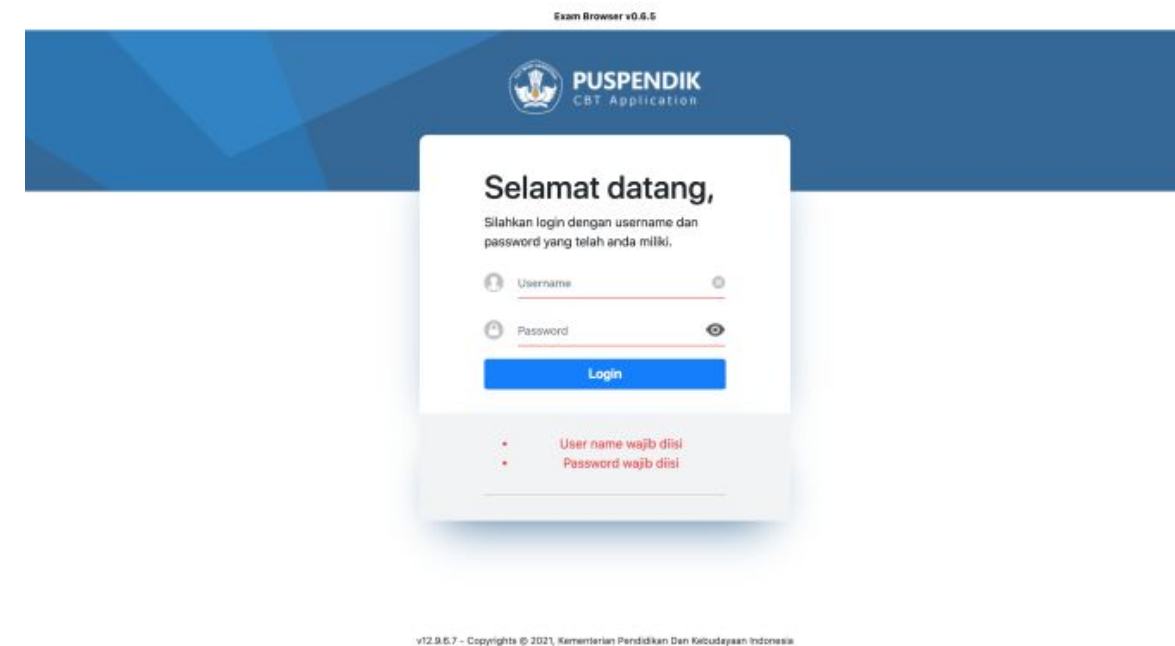 Exam Browser v0.6.5
PUSPENDIK
CBT Application
Selamat datang,
Silahkan login dengan username dan
password yang telah anda miliki.
Username
Password
Login
• User name wajib diisi
• Password wajib diisi
v12.9.6.7 - Copyrights © 2021, Kementerian Pendidikan Dan Kebudayaan Indonesia